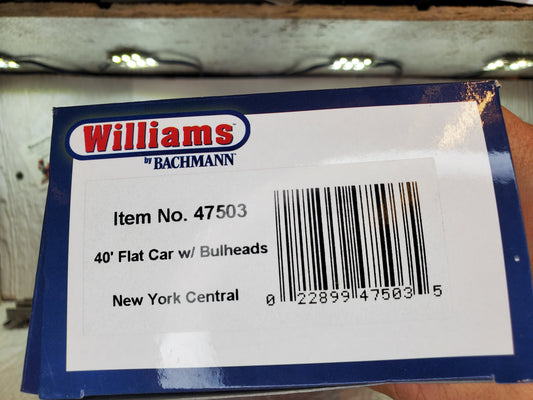 Williams
by BACHMANN
Item No. 47503
40' Flat Car w/ Bulheads
New York Central
0 22899 47503 5